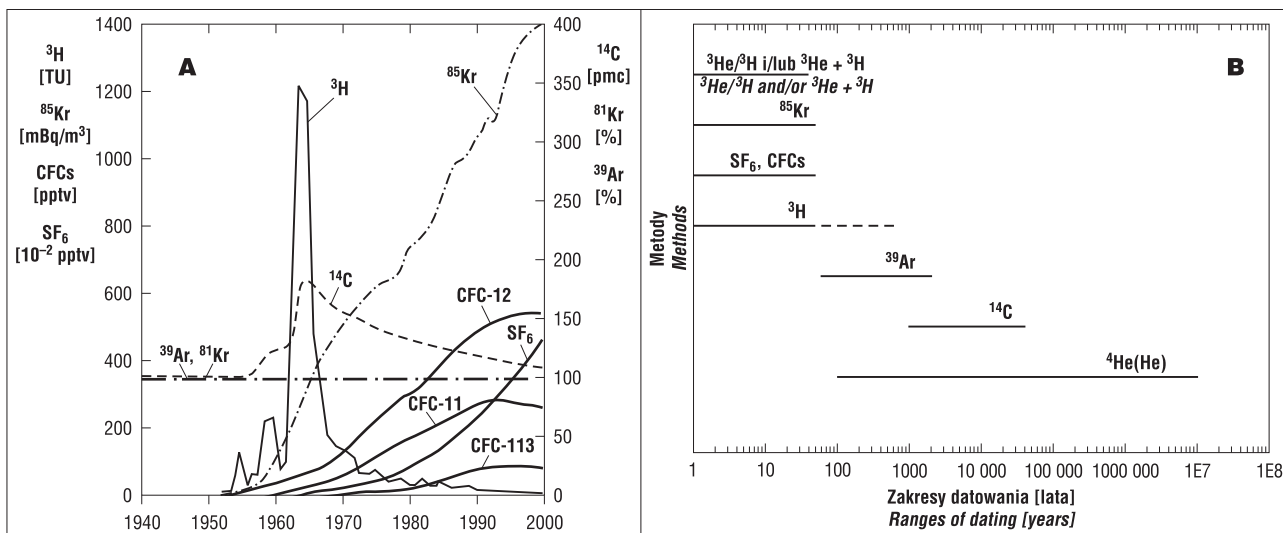 A
³H
[TU]
⁸⁵Kr
[mBq/m³]
CFCs
[pptv]
SF₆
[10⁻² pptv]
1400
1200
1000
800
600
400
200
0
1940
1950
1960
1970
1980
1990
2000
400
350
300
250
200
150
100
50
0
¹⁴C
[pmc]
⁸¹Kr
[%]
³⁹Ar
[%]
³H
⁸⁵Kr
¹⁴C
³⁹Ar, ⁸¹Kr
CFC-12
SF₆
CFC-11
CFC-113
B
³He/³H i/lub ³He + ³H
³He/³H and/or ³He + ³H
⁸⁵Kr
SF₆, CFCs
³H
³⁹Ar
¹⁴C
⁴He(He)
Metody
Methods
1
10
100
1000
10 000
100 000
1000 000
1E7
1E8
Zakresy datowania [lata]
Ranges of dating [years]